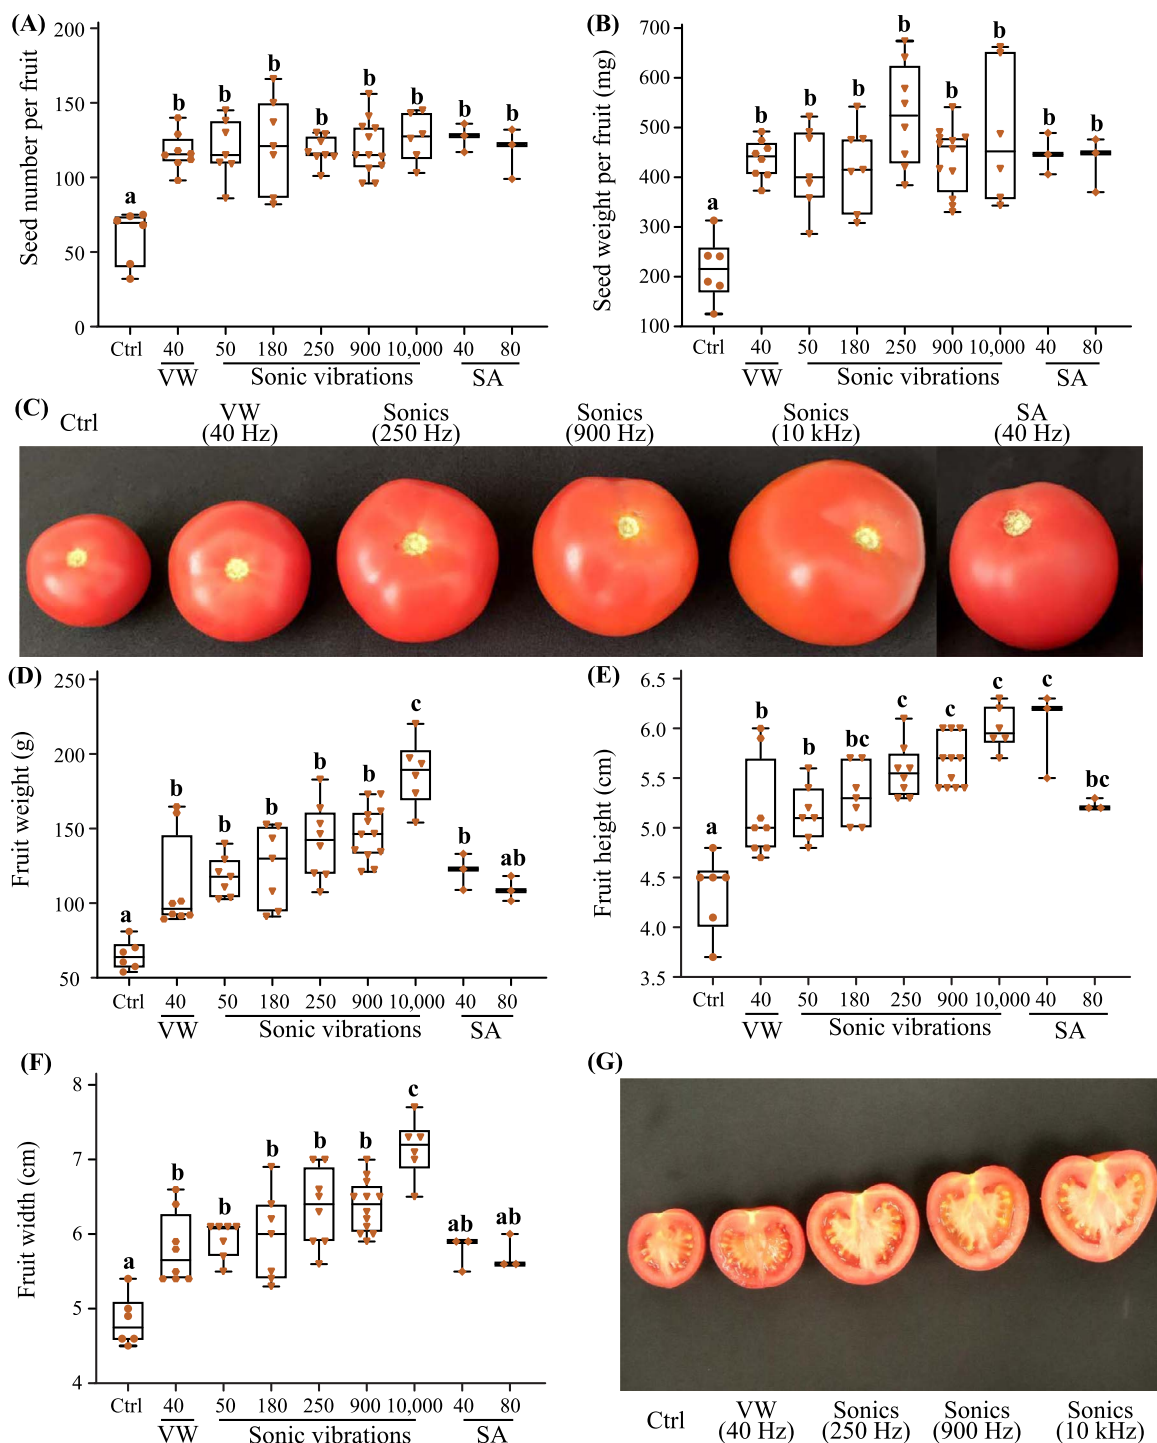 (A)
Seed number per fruit
200
150
100
50
0
a b b b b b b b b
Ctrl 40 50 180 250 900 10,000 40 80
VW Sonic vibrations SA
(B)
Seed weight per fruit (mg)
700
600
500
400
300
200
100
a b b b b b b b b
Ctrl 40 50 180 250 900 10,000 40 80
VW Sonic vibrations SA
(C)
Ctrl VW Sonics Sonics Sonics SA
(40 Hz) (250 Hz) (900 Hz) (10 kHz) (40 Hz)
(D)
Fruit weight (g)
250
200
150
100
50
a b b b b b c b ab
Ctrl 40 50 180 250 900 10,000 40 80
VW Sonic vibrations SA
(E)
Fruit height (cm)
6.5
6.0
5.5
5.0
4.5
4.0
3.5
a b b bc c c c c bc
Ctrl 40 50 180 250 900 10,000 40 80
VW Sonic vibrations SA
(F)
Fruit width (cm)
8
7
6
5
4
a b b b b b c ab ab
Ctrl 40 50 180 250 900 10,000 40 80
VW Sonic vibrations SA
(G)
Ctrl VW Sonics Sonics Sonics
(40 Hz) (250 Hz) (900 Hz) (10 kHz)